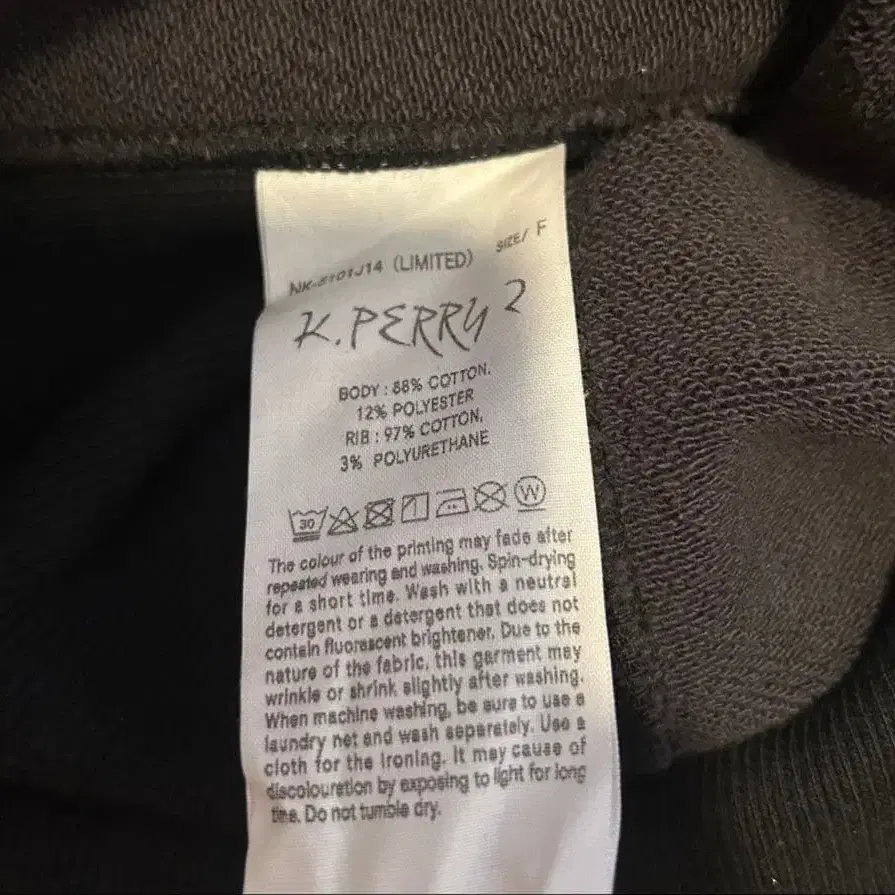 NK-5101J14 (LIMITED) SIZE/ F
K.PERRY 2
BODY : 88% COTTON,
12% POLYESTER
RIB : 97% COTTON,
3% POLYURETHANE
30 W
The colour of the printing may fade after
repeated wearing and washing. Spin-drying
for a short time. Wash with a neutral
detergent or a detergent that does not
contain fluorescent brightener. Due to the
nature of the fabric, this garment may
wrinkle or shrink slightly after washing.
When machine washing, be sure to use a
laundry net and wash separately. Use a
cloth for the ironing. It may cause of
discolouration by exposing to light for long
time. Do not tumble dry.